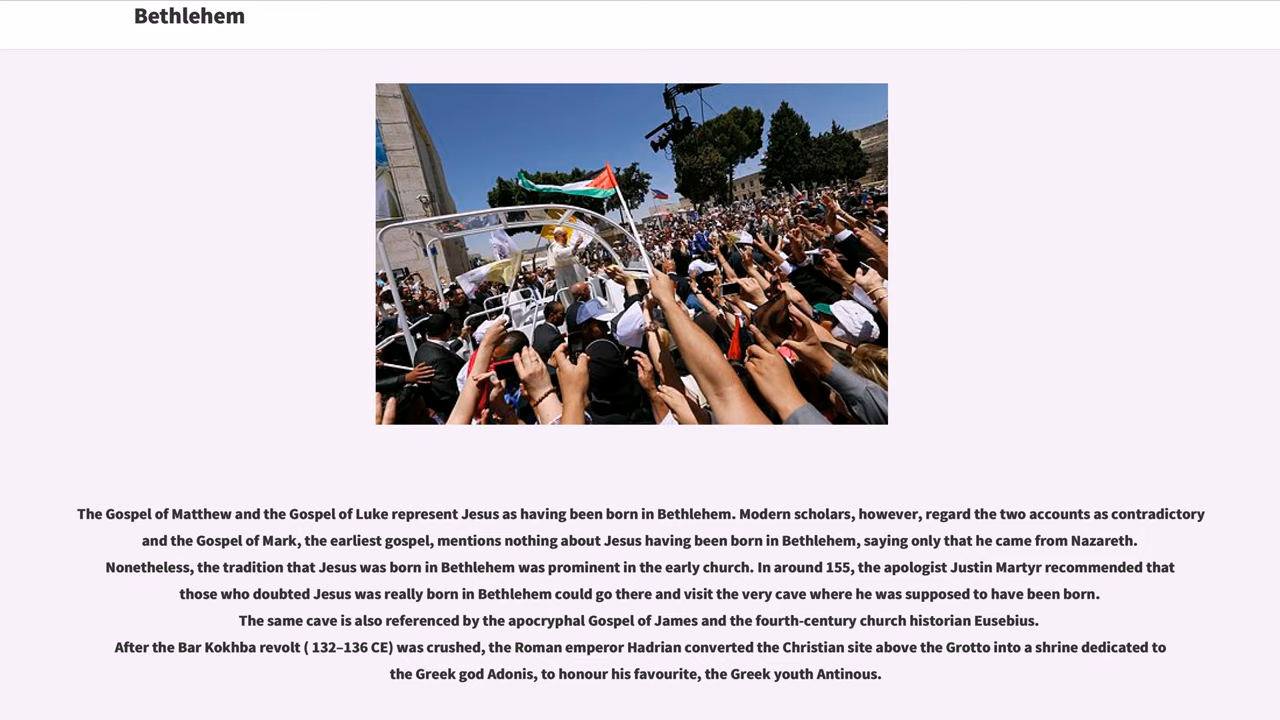 Bethlehem
The Gospel of Matthew and the Gospel of Luke represent Jesus as having been born in Bethlehem. Modern scholars, however, regard the two accounts as contradictory
and the Gospel of Mark, the earliest gospel, mentions nothing about Jesus having been born in Bethlehem, saying only that he came from Nazareth.
Nonetheless, the tradition that Jesus was born in Bethlehem was prominent in the early church. In around 155, the apologist Justin Martyr recommended that
those who doubted Jesus was really born in Bethlehem could go there and visit the very cave where he was supposed to have been born.
The same cave is also referenced by the apocryphal Gospel of James and the fourth-century church historian Eusebius.
After the Bar Kokhba revolt ( 132–136 CE) was crushed, the Roman emperor Hadrian converted the Christian site above the Grotto into a shrine dedicated to
the Greek god Adonis, to honour his favourite, the Greek youth Antinous.